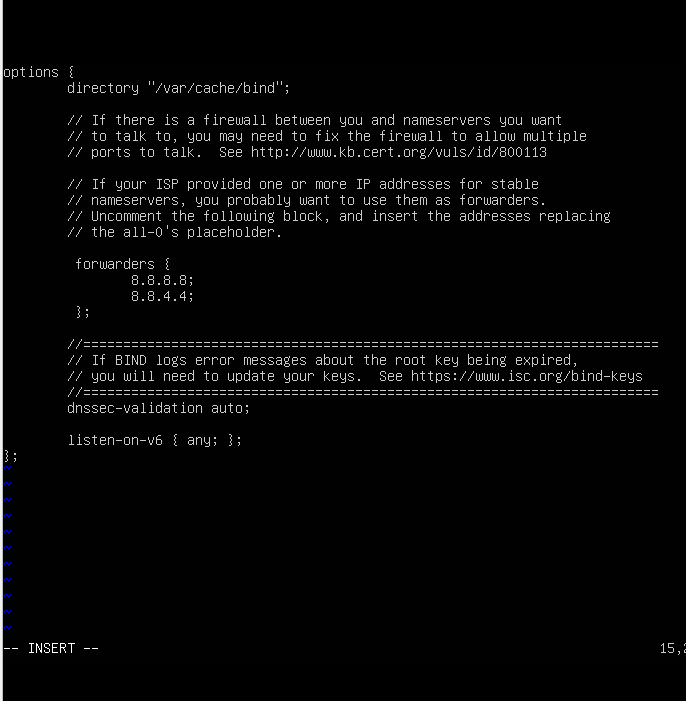 options {
        directory "/var/cache/bind";

        // If there is a firewall between you and nameservers you want
        // to talk to, you may need to fix the firewall to allow multiple
        // ports to talk.  See http://www.kb.cert.org/vuls/id/800113

        // If your ISP provided one or more IP addresses for stable
        // nameservers, you probably want to use them as forwarders.
        // Uncomment the following block, and insert the addresses replacing
        // the all-0's placeholder.

         forwarders {
                8.8.8.8;
                8.8.4.4;
         };

        //========================================================================
        // If BIND logs error messages about the root key being expired,
        // you will need to update your keys.  See https://www.isc.org/bind-keys
        //========================================================================
        dnssec-validation auto;

        listen-on-v6 { any; };
};
~
~
~
~
~
~
~
~
~
~
~
-- INSERT --                                                                      15,2